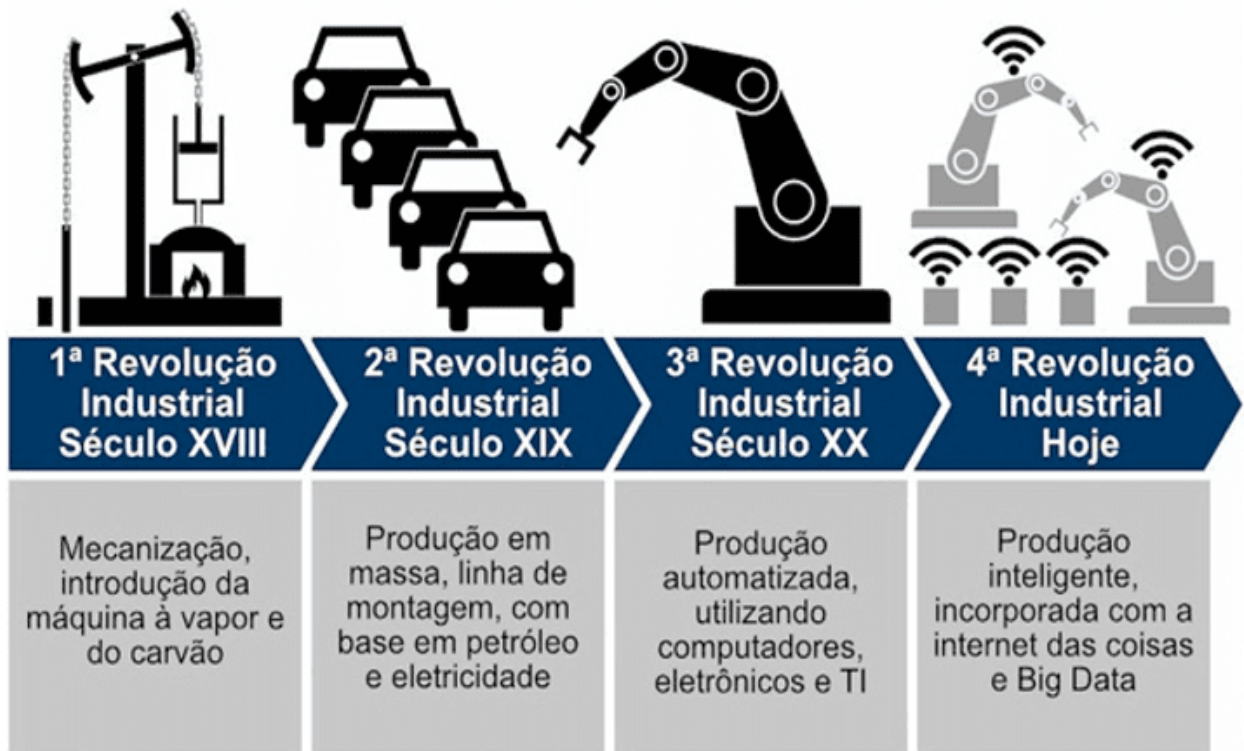 1ª Revolução
Industrial
Século XVIII
2ª Revolução
Industrial
Século XIX
3ª Revolução
Industrial
Século XX
4ª Revolução
Industrial
Hoje
Mecanização,
introdução da
máquina à vapor e
do carvão
Produção em
massa, linha de
montagem, com
base em petróleo
e eletricidade
Produção
automatizada,
utilizando
computadores,
eletrônicos e TI
Produção
inteligente,
incorporada com a
internet das coisas
e Big Data